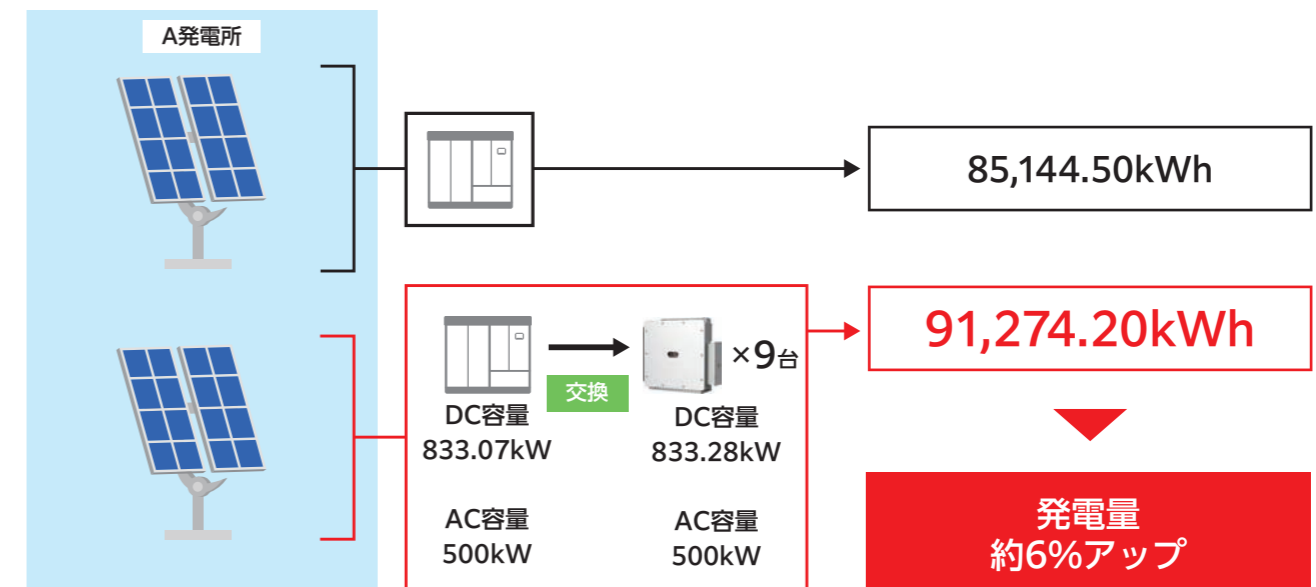 A発電所
85,144.50kWh
91,274.20kWh
×9台
交換
DC容量
833.07kW
DC容量
833.28kW
AC容量
500kW
AC容量
500kW
発電量
約6%アップ